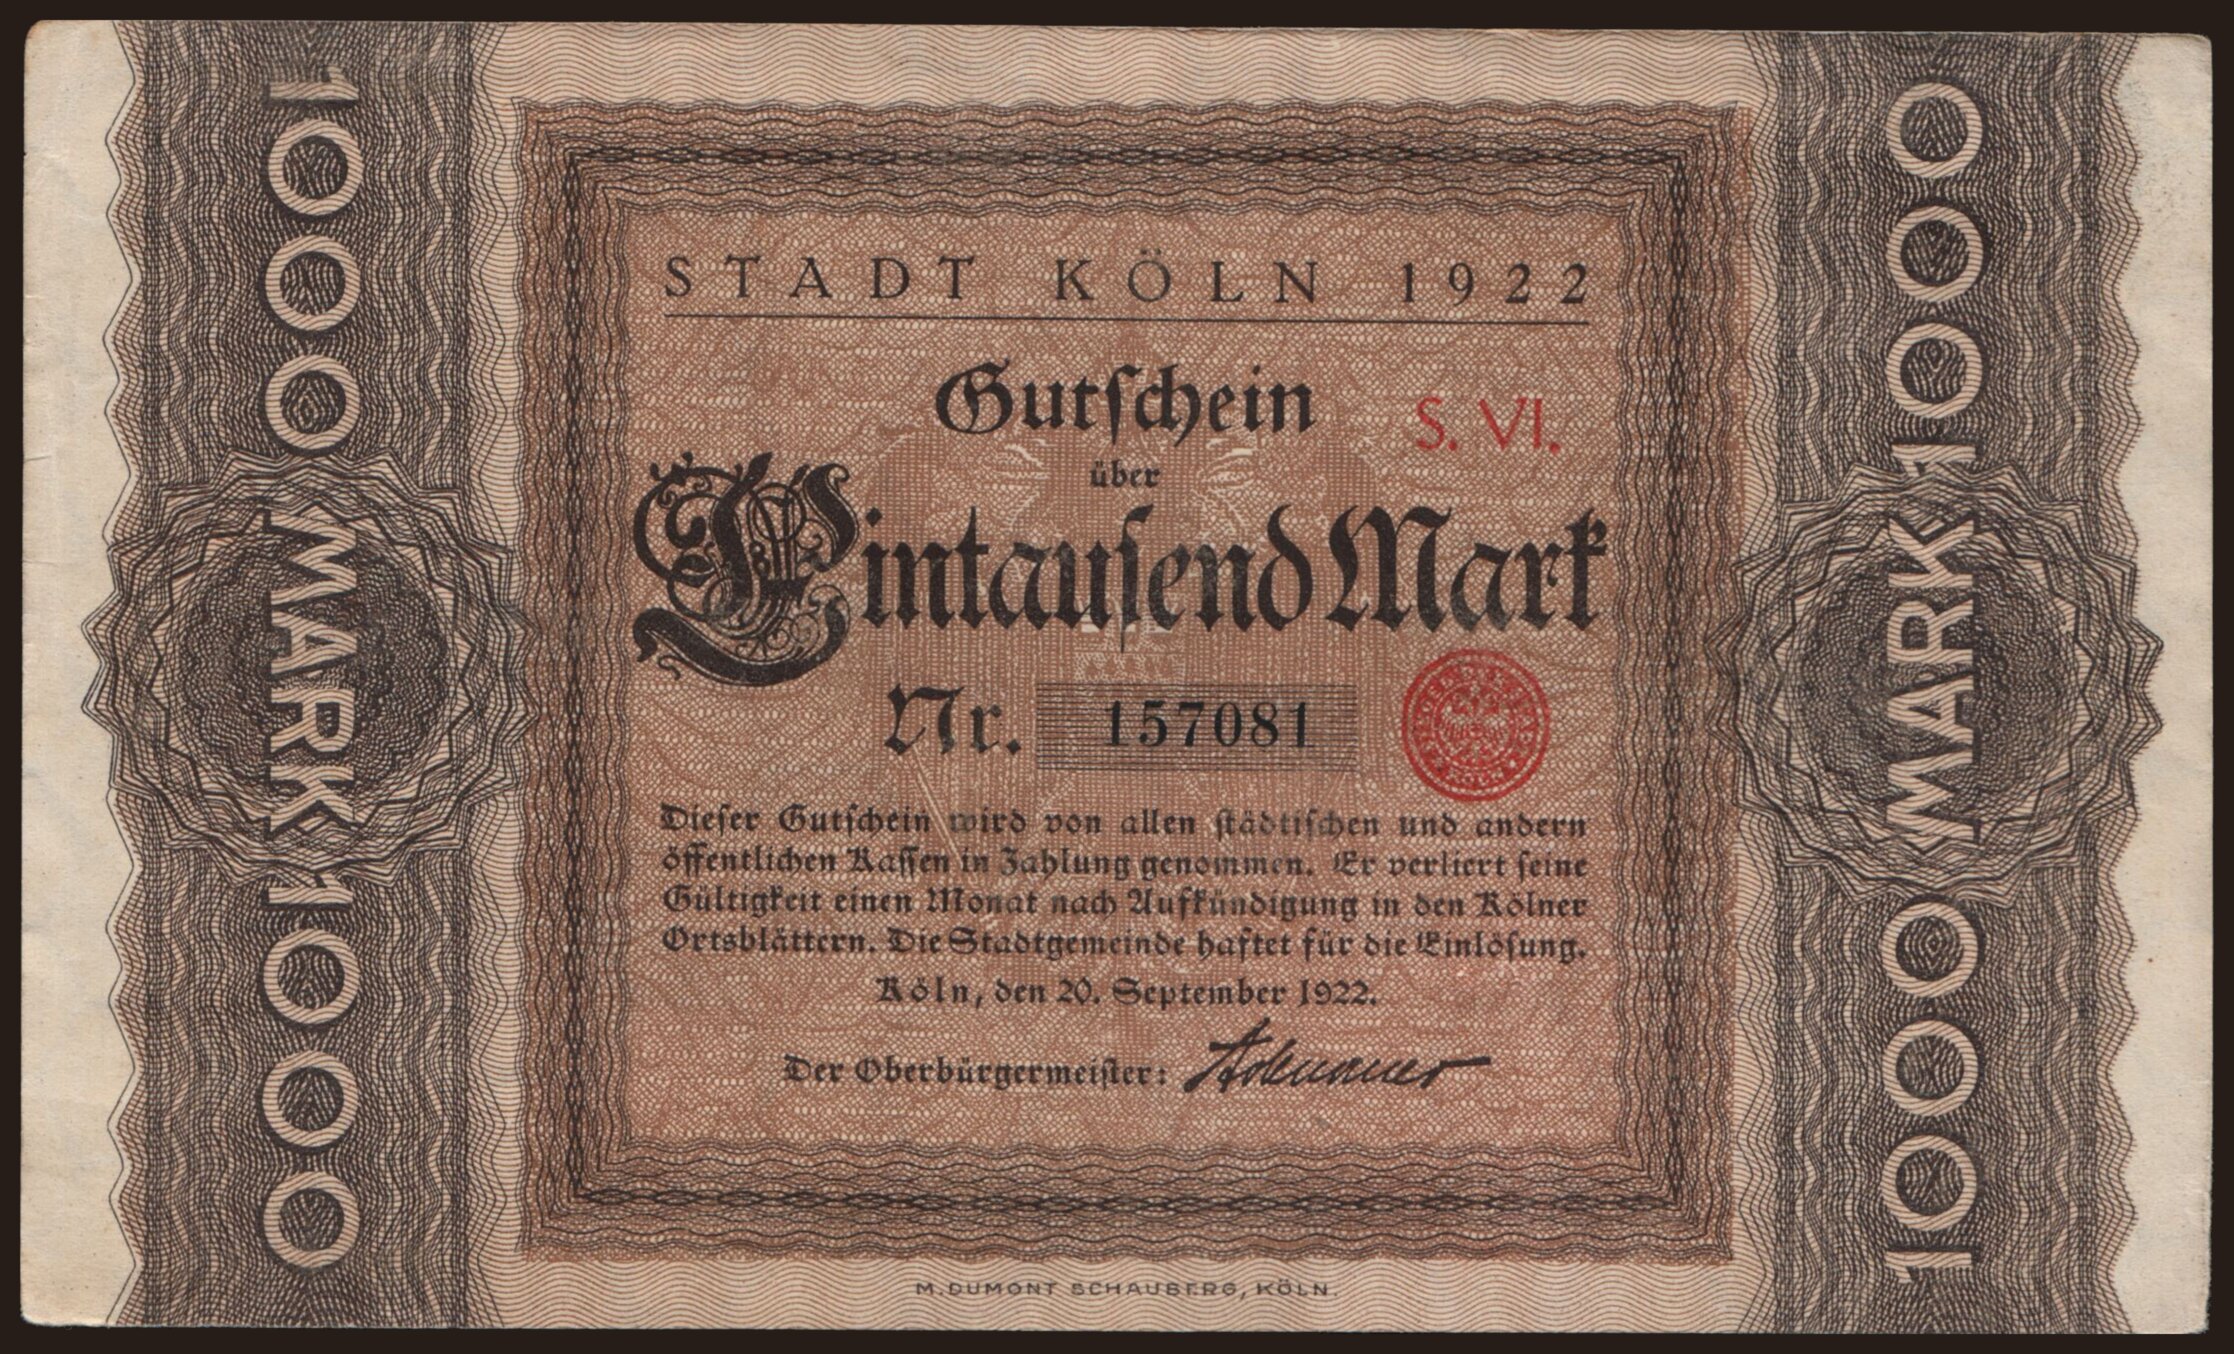 1000 MARK 1000
STADT KÖLN 1922
Gutschein
S. VI.
über
Eintausend Mark
Nr. 157081
Dieser Gutschein wird von allen städtischen und andern
öffentlichen Kassen in Zahlung genommen. Er verliert seine
Gültigkeit einen Monat nach Aufkündigung in den Kölner
Ortsblättern. Die Stadtgemeinde haftet für die Einlösung.
Köln, den 20. September 1922.
Der Oberbürgermeister: Adenauer
M. DUMONT SCHAUBERG, KÖLN.
1000 MARK 1000